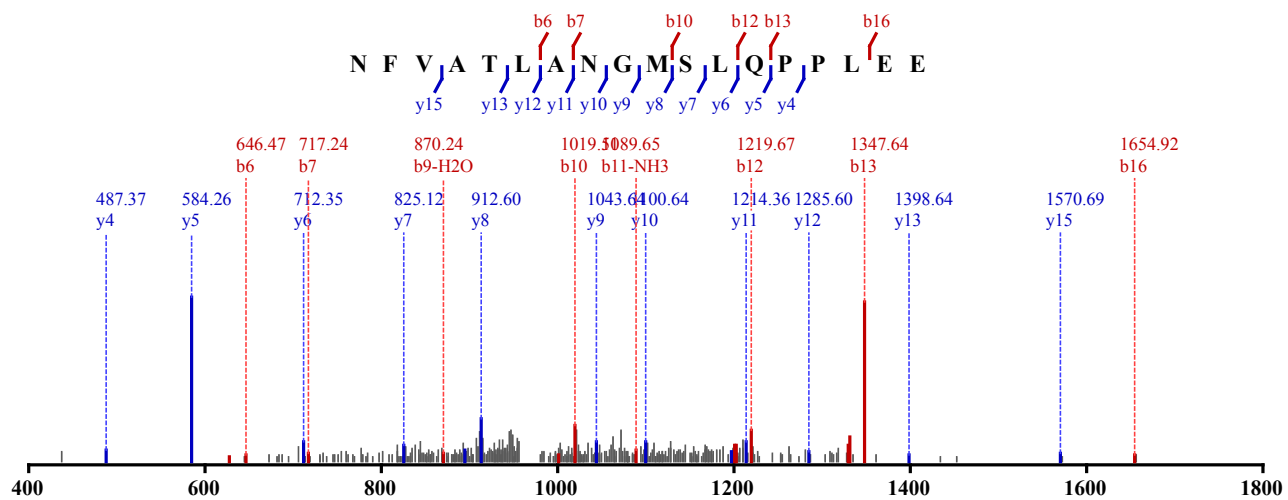 b6 b7 b10 b12 b13 b16
N F V A T L A N G M S L Q P P L E E
y15 y13 y12 y11 y10 y9 y8 y7 y6 y5 y4
646.47 717.24 870.24 1019.51 1089.65 1219.67 1347.64 1654.92
b6 b7 b9-H2O b10 b11-NH3 b12 b13 b16
487.37 584.26 712.35 825.12 912.60 1043.64 1100.64 1214.36 1285.60 1398.64 1570.69
y4 y5 y6 y7 y8 y9 y10 y11 y12 y13 y15
400 600 800 1000 1200 1400 1600 1800